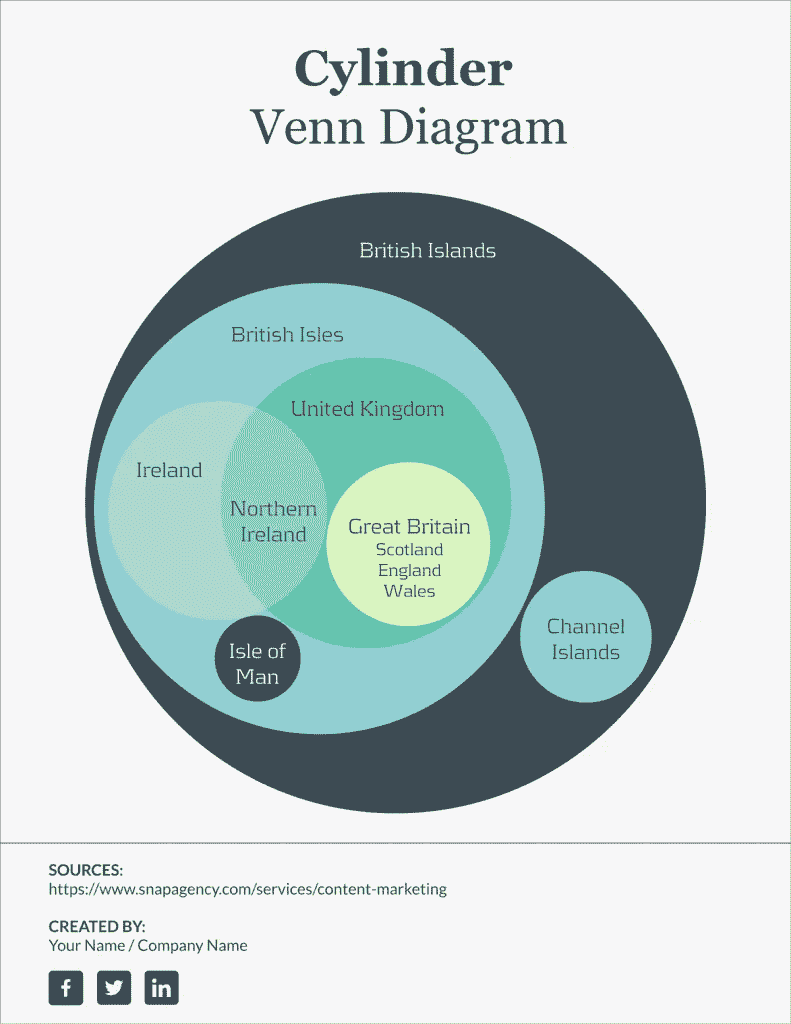 Cylinder
Venn Diagram
British Islands
British Isles
United Kingdom
Ireland
Northern
Ireland
Great Britain
Scotland
England
Wales
Channel
Islands
Isle of
Man
SOURCES:
https://www.snapagency.com/services/content-marketing
CREATED BY:
Your Name / Company Name